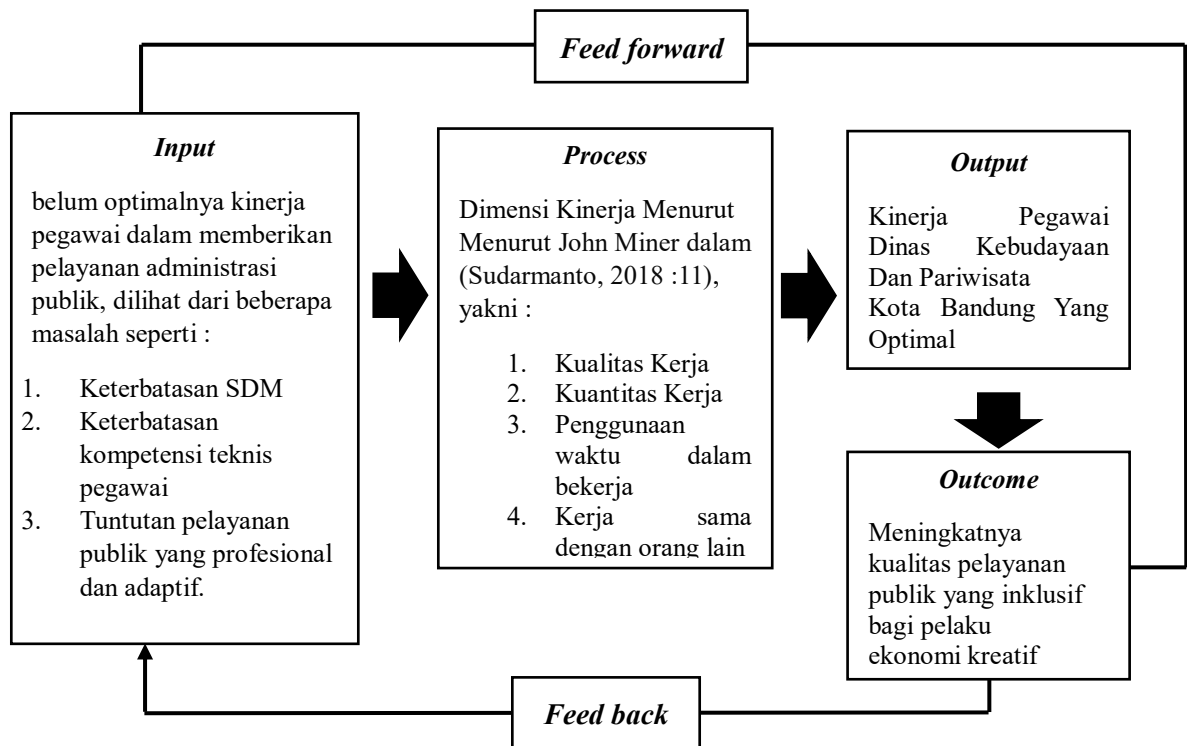 Feed forward
Input
belum optimalnya kinerja
pegawai dalam memberikan
pelayanan administrasi
publik, dilihat dari beberapa
masalah seperti :
1. Keterbatasan SDM
2. Keterbatasan
kompetensi teknis
pegawai
3. Tuntutan pelayanan
publik yang profesional
dan adaptif.
Process
Dimensi Kinerja Menurut
Menurut John Miner dalam
(Sudarmanto, 2018 :11),
yakni :
1. Kualitas Kerja
2. Kuantitas Kerja
3. Penggunaan
waktu dalam
bekerja
4. Kerja sama
dengan orang lain
Output
Kinerja Pegawai
Dinas Kebudayaan
Dan Pariwisata
Kota Bandung Yang
Optimal
Outcome
Meningkatnya
kualitas pelayanan
publik yang inklusif
bagi pelaku
ekonomi kreatif
Feed back